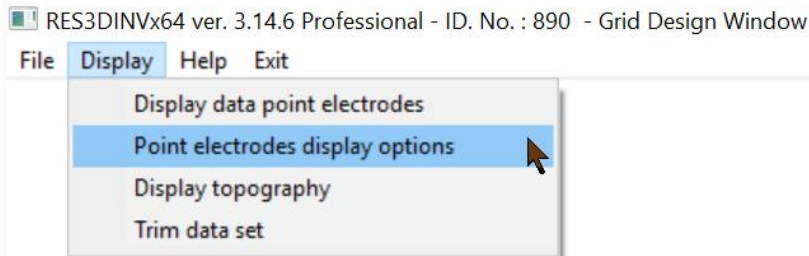 RES3DINVx64 ver. 3.14.6 Professional - ID. No. : 890 - Grid Design Window
File Display Help Exit
Display data point electrodes
Point electrodes display options
Display topography
Trim data set